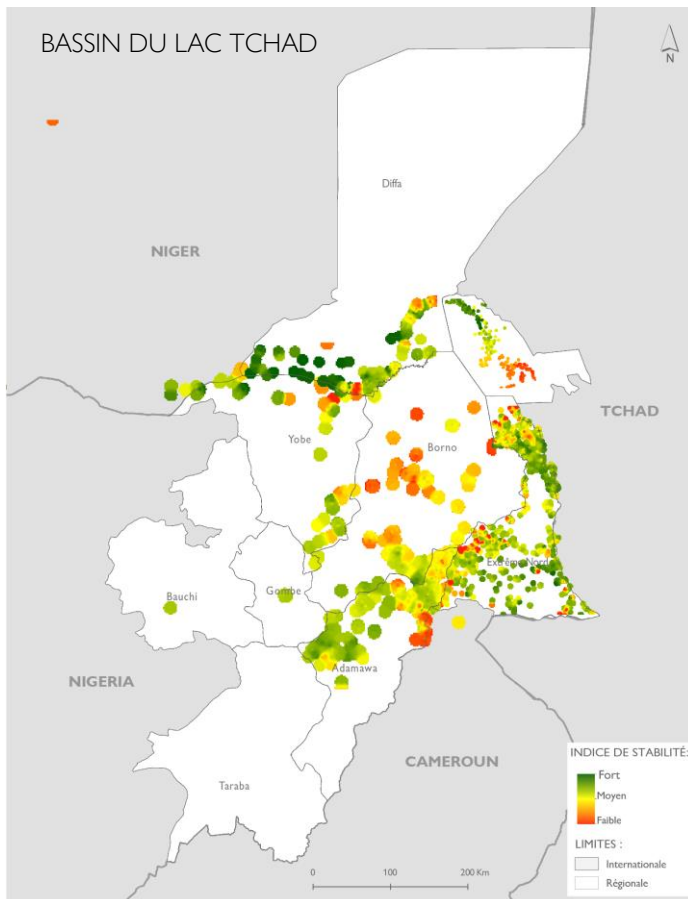 BASSIN DU LAC TCHAD
N
Diffa
NIGER
TCHAD
Yobe
Borno
Extrême Nord
Bauchi
Gombe
NIGERIA
Adamawa
CAMEROUN
Taraba
INDICE DE STABILITÉ:
Fort
Moyen
Faible
LIMITES :
Internationale
Régionale
0 100 200 Km